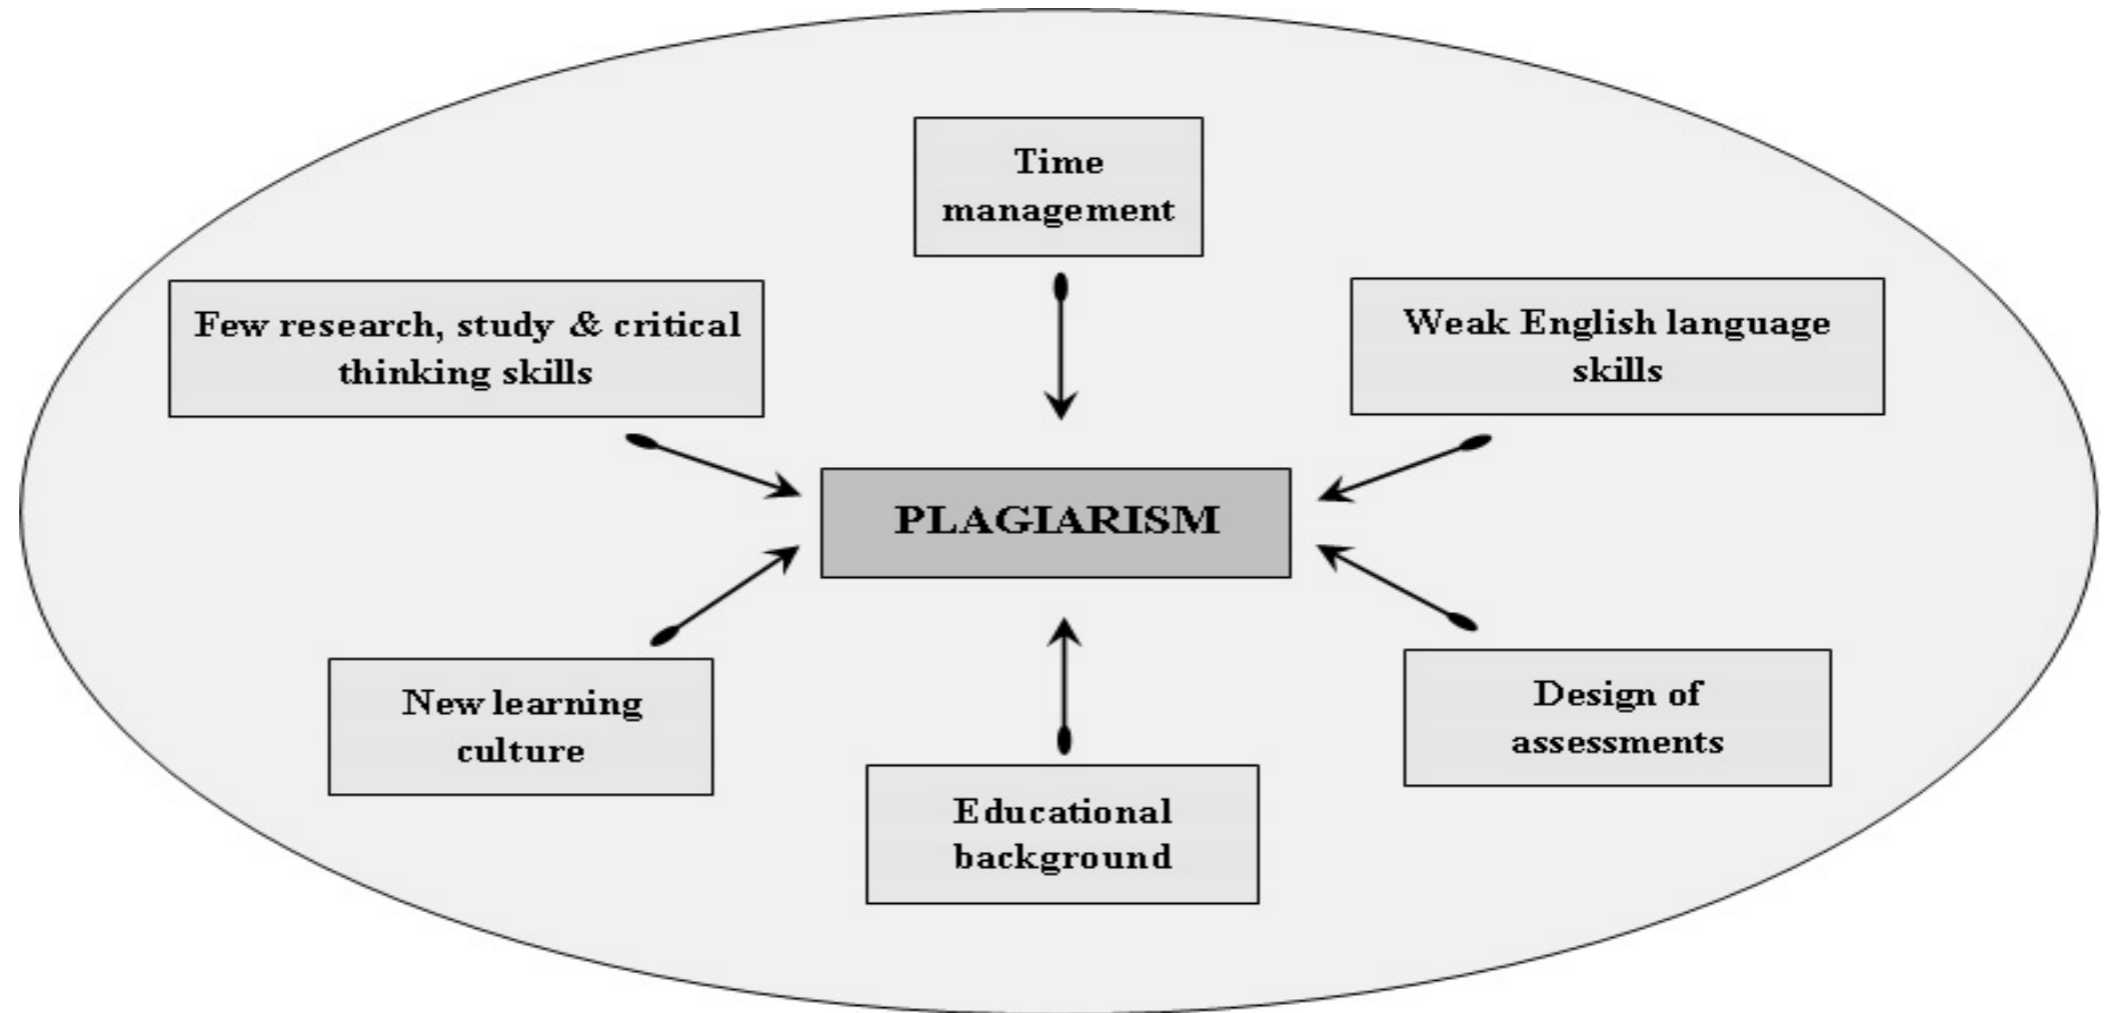 Time
management
Few research, study & critical
thinking skills
Weak English language
skills
PLAGIARISM
New learning
culture
Design of
assessments
Educational
background